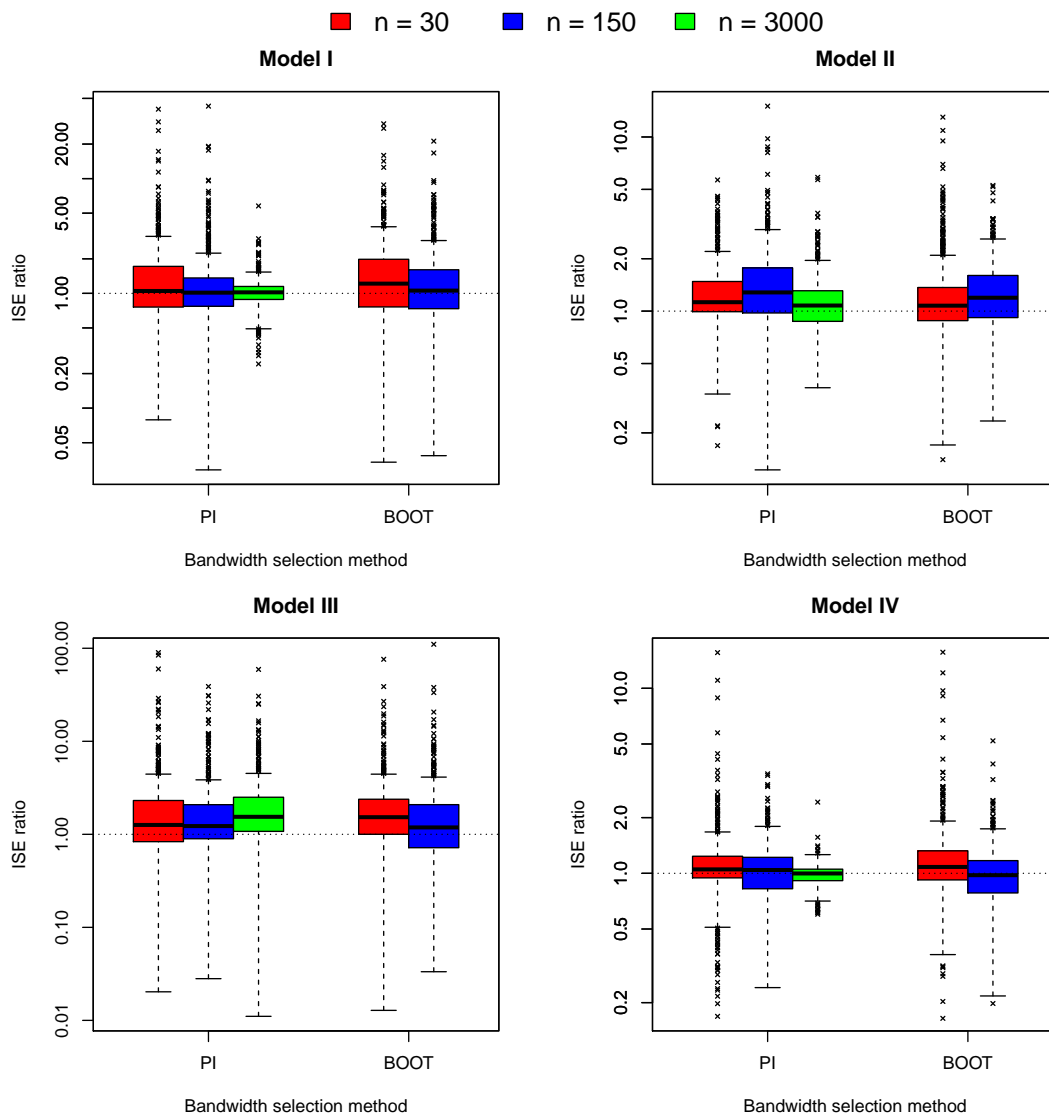 n = 30 n = 150 n = 3000
Model I
ISE ratio
0.05 0.20 1.00 5.00 20.00
PI BOOT
Bandwidth selection method
Model II
ISE ratio
0.2 0.5 1.0 2.0 5.0 10.0
PI BOOT
Bandwidth selection method
Model III
ISE ratio
0.01 0.10 1.00 10.00 100.00
PI BOOT
Bandwidth selection method
Model IV
ISE ratio
0.2 0.5 1.0 2.0 5.0 10.0
PI BOOT
Bandwidth selection method